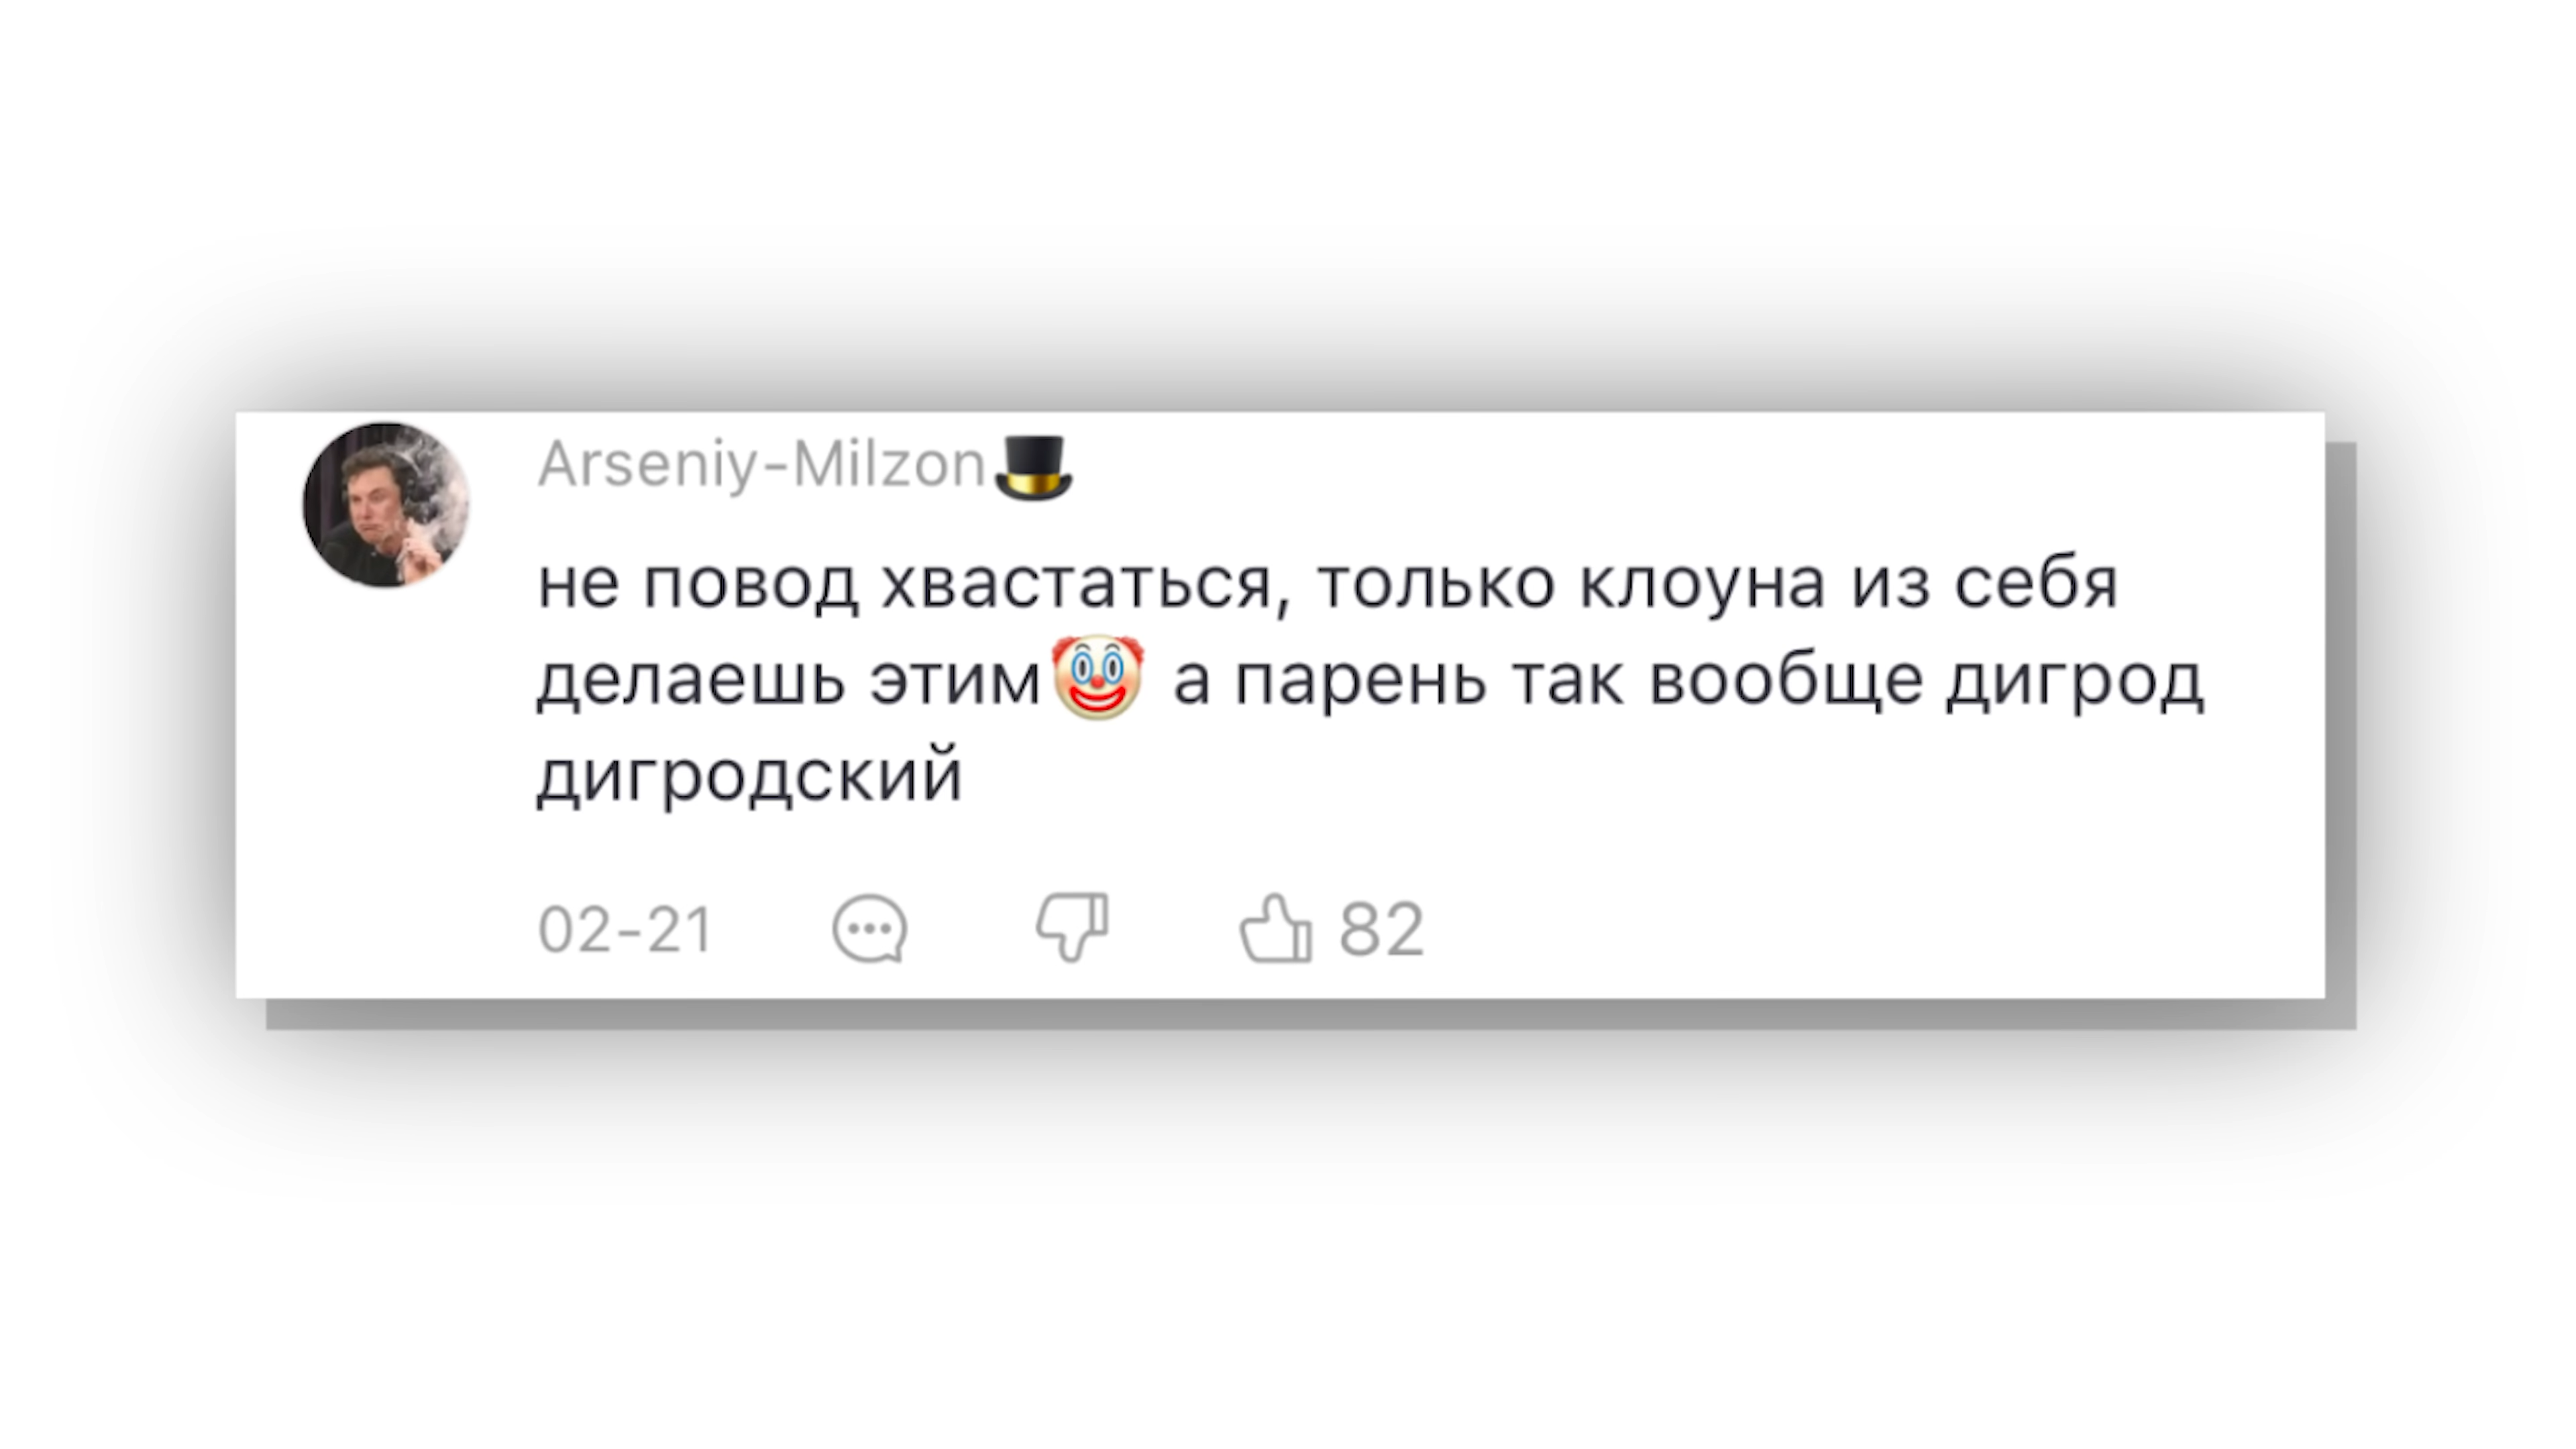 Arseniy-Milzon🎩
не повод хвастаться, только клоуна из себя
делаешь этим🤡 а парень так вообще дигрод
дигродский
02-21 82